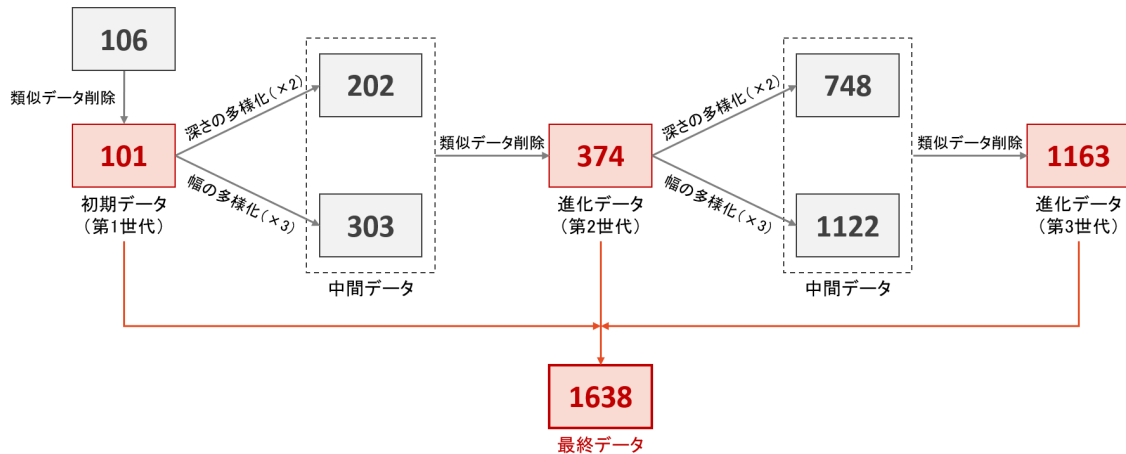 106
類似データ削除
101
初期データ
(第1世代)
深さの多様化(×2)
幅の多様化(×3)
202
303
中間データ
類似データ削除
374
進化データ
(第2世代)
深さの多様化(×2)
幅の多様化(×3)
748
1122
中間データ
類似データ削除
1163
進化データ
(第3世代)
1638
最終データ